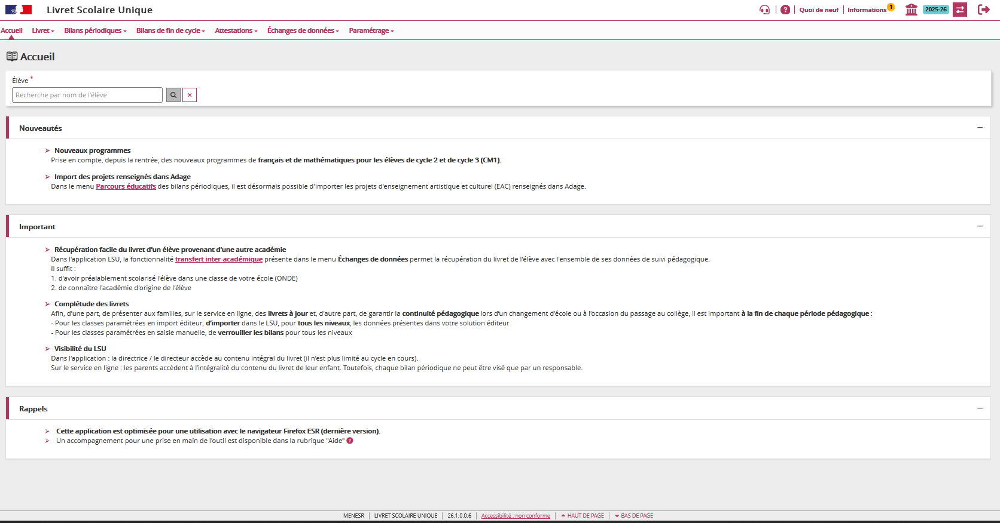 Livret Scolaire Unique
? Quoi de neuf Informations 1 2025-26
Accueil Livret Bilans périodiques Bilans de fin de cycle Attestations Échanges de données Paramétrage
Accueil
Élève *
Recherche par nom de l'élève
Nouveautés
Nouveaux programmes
Prise en compte, depuis la rentrée, des nouveaux programmes de français et de mathématiques pour les élèves de cycle 2 et de cycle 3 (CM1).
Import des projets renseignés dans Adage
Dans le menu Parcours éducatifs des bilans périodiques, il est désormais possible d'importer les projets d'enseignement artistique et culturel (EAC) renseignés dans Adage.
Important
Récupération facile du livret d'un élève provenant d'une autre académie
Dans l'application LSU, la fonctionnalité transfert inter-académique présente dans le menu Échanges de données permet la récupération du livret de l'élève avec l'ensemble de ses données de suivi pédagogique.
Il suffit :
1. d'avoir préalablement scolarisé l'élève dans une classe de votre école (ONDE)
2. de connaître l'académie d'origine de l'élève
Complétude des livrets
Afin, d'une part, de présenter aux familles, sur le service en ligne, des livrets à jour et, d'autre part, de garantir la continuité pédagogique lors d'un changement d'école ou à l'occasion du passage au collège, il est important à la fin de chaque période pédagogique :
- Pour les classes paramétrées en import éditeur, d'importer dans le LSU, pour tous les niveaux, les données présentes dans votre solution éditeur
- Pour les classes paramétrées en saisie manuelle, de verrouiller les bilans pour tous les niveaux
Visibilité du LSU
Dans l'application : la directrice / le directeur accède au contenu intégral du livret (il n'est plus limité au cycle en cours).
Sur le service en ligne : les parents accèdent à l'intégralité du contenu du livret de leur enfant. Toutefois, chaque bilan périodique ne peut être visé que par un responsable.
Rappels
Cette application est optimisée pour une utilisation avec le navigateur Firefox ESR (dernière version).
Un accompagnement pour une prise en main de l'outil est disponible dans la rubrique "Aide" ?
MENESR LIVRET SCOLAIRE UNIQUE 26.1.0.0.6 Accessibilité : non conforme HAUT DE PAGE BAS DE PAGE